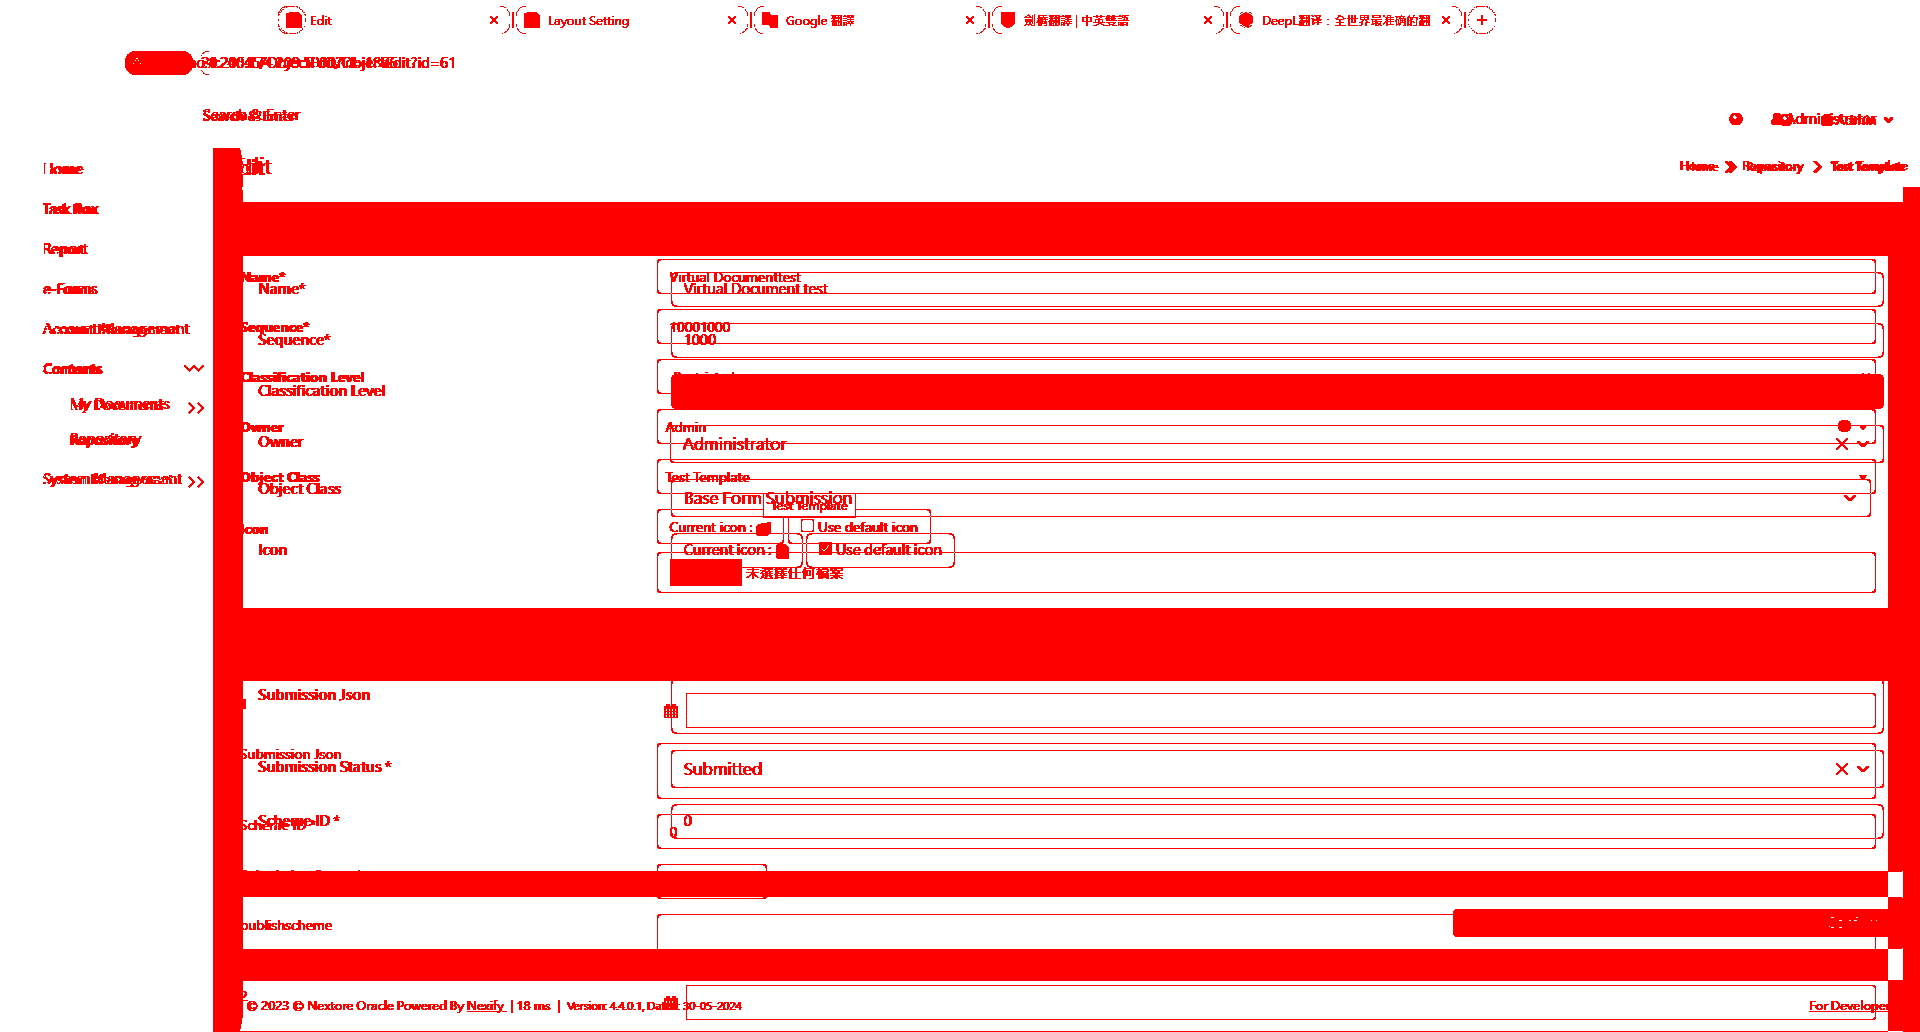 Edit
Layout Setting
Google 翻譯
劍橋翻譯 | 中英雙語
DeepL翻译：全世界最准确的翻
Edit?id=61
Enter
Administrator
Home
Repository
Test Template
Home
Task Box
Report
e-Forms
Account Management
Contents
My Documents
Repository
System Management
Name*
Virtual Documenttest
Name*
Virtual Document test
Sequence*
10001000
Sequence*
1000
Classification Level
Classification Level
Owner
Admin
Owner
Administrator
Object Class
Test Template
Object Class
Base Form Submission
Test Template
Icon
Current icon :
Use default icon
Icon
Current icon :
Use default icon
未選擇任何檔案
Submission Json
Submission Json
Submission Status *
Submitted
Scheme ID *
0
Scheme ID
0
publishscheme
© 2023 © Nextore Oracle Powered By Nexify | 18 ms | Version: 4.4.0.1, Date: 30-05-2024
For Developer